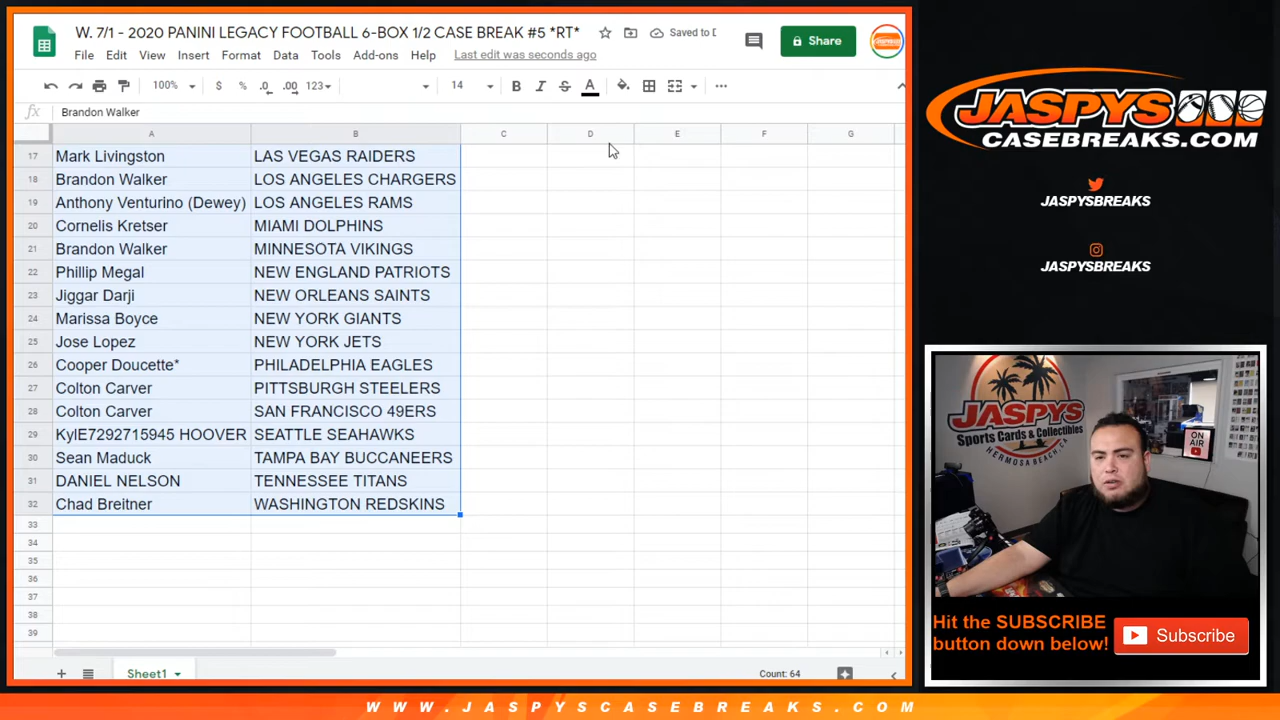 W. 7/1 - 2020 PANINI LEGACY FOOTBALL 6-BOX 1/2 CASE BREAK #5 *RT*
Saved to D
Share
File Edit View Insert Format Data Tools Add-ons Help Last edit was seconds ago
100% $ % .0 .00 123 14 B I S A
fx Brandon Walker
A B C D E F G
17 Mark Livingston LAS VEGAS RAIDERS
18 Brandon Walker LOS ANGELES CHARGERS
19 Anthony Venturino (Dewey) LOS ANGELES RAMS
20 Cornelis Kretser MIAMI DOLPHINS
21 Brandon Walker MINNESOTA VIKINGS
22 Phillip Megal NEW ENGLAND PATRIOTS
23 Jiggar Darji NEW ORLEANS SAINTS
24 Marissa Boyce NEW YORK GIANTS
25 Jose Lopez NEW YORK JETS
26 Cooper Doucette* PHILADELPHIA EAGLES
27 Colton Carver PITTSBURGH STEELERS
28 Colton Carver SAN FRANCISCO 49ERS
29 KylE7292715945 HOOVER SEATTLE SEAHAWKS
30 Sean Maduck TAMPA BAY BUCCANEERS
31 DANIEL NELSON TENNESSEE TITANS
32 Chad Breitner WASHINGTON REDSKINS
33
34
35
36
37
38
39
Sheet1
Count: 64
JASPYS
CASEBREAKS.COM
JASPYSBREAKS
JASPYSBREAKS
JASPYS
Sports Cards & Collectibles
HERMOSA BEACH, CA
ON
AIR
Hit the SUBSCRIBE
button down below!
Subscribe
WWW.JASPYSCASEBREAKS.COM